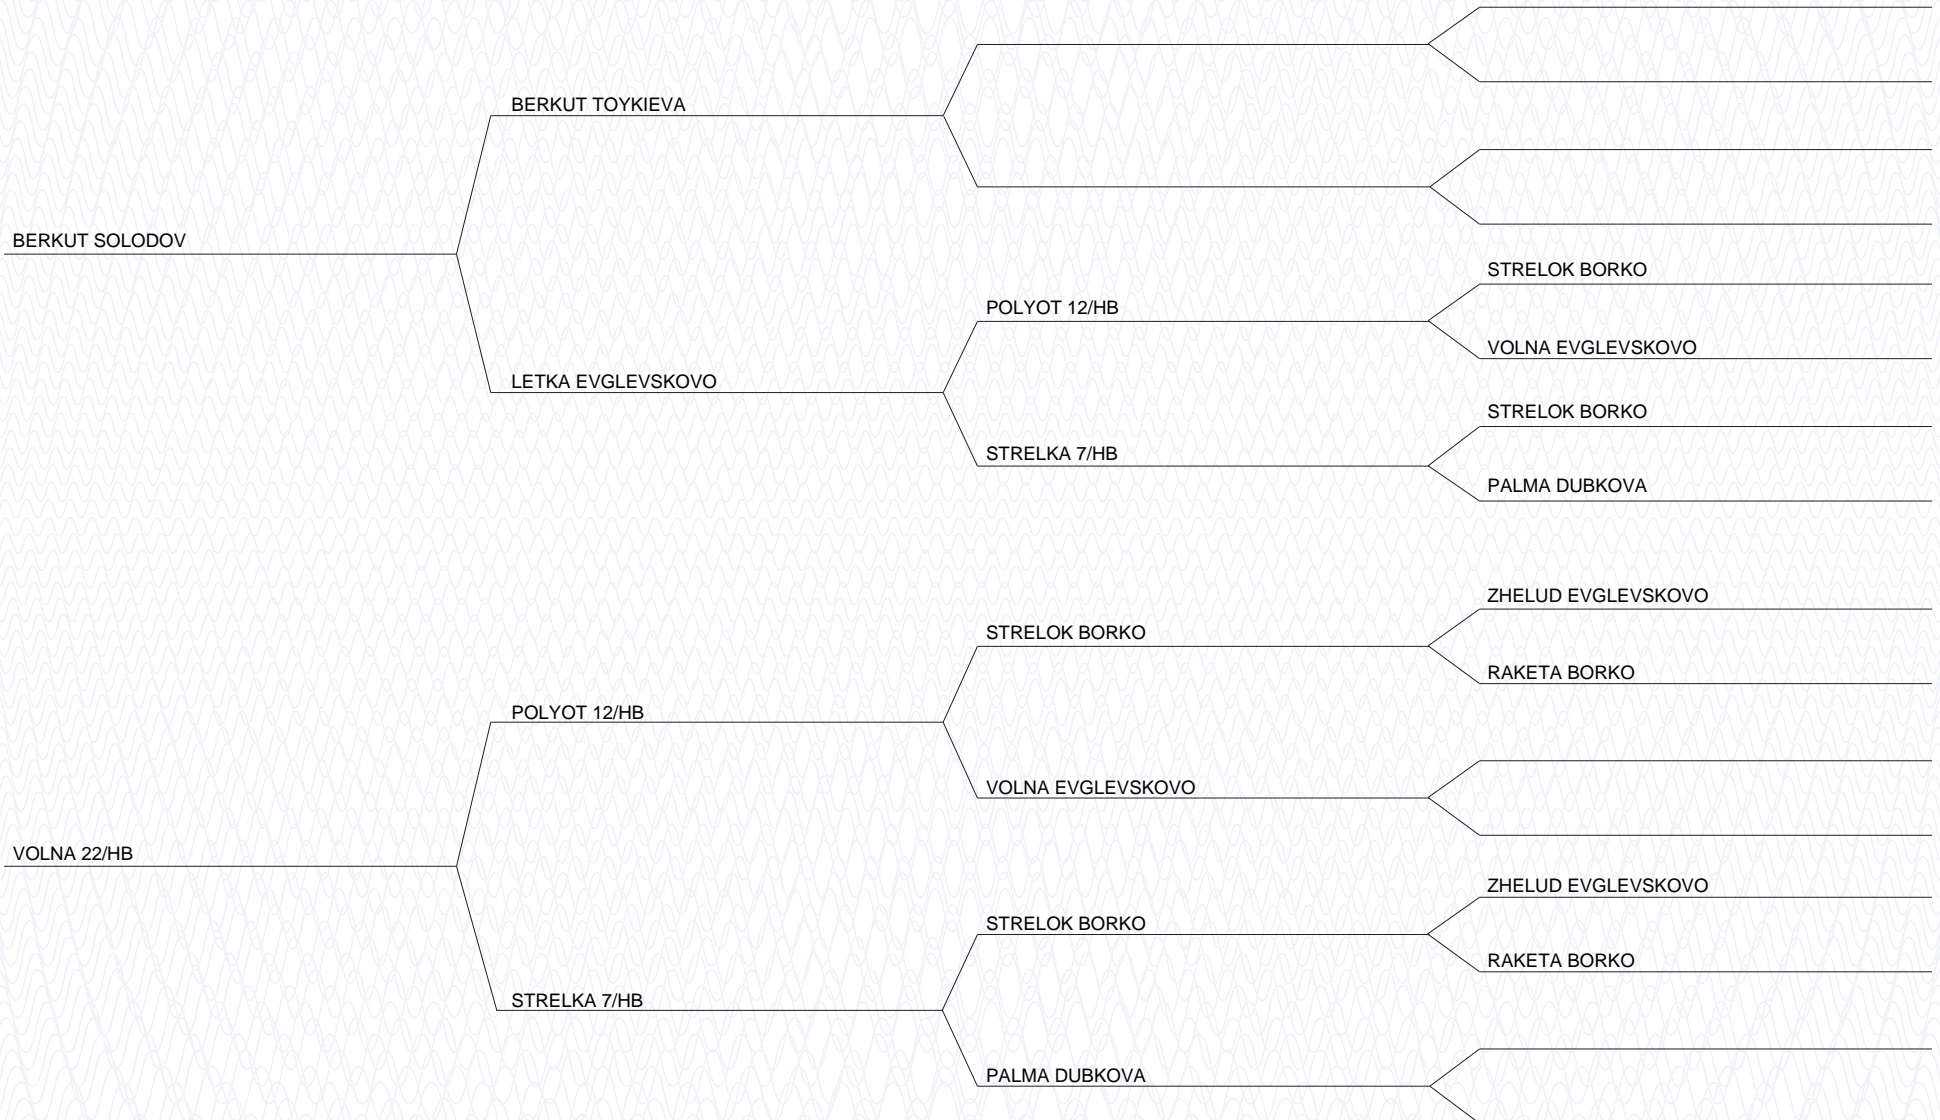 BERKUT SOLODOV
BERKUT TOYKIEVA
LETKA EVGLEVSKOVO
POLYOT 12/HB
STRELOK BORKO
VOLNA EVGLEVSKOVO
STRELKA 7/HB
STRELOK BORKO
PALMA DUBKOVA
VOLNA 22/HB
POLYOT 12/HB
STRELOK BORKO
ZHELUD EVGLEVSKOVO
RAKETA BORKO
VOLNA EVGLEVSKOVO
STRELKA 7/HB
STRELOK BORKO
ZHELUD EVGLEVSKOVO
RAKETA BORKO
PALMA DUBKOVA